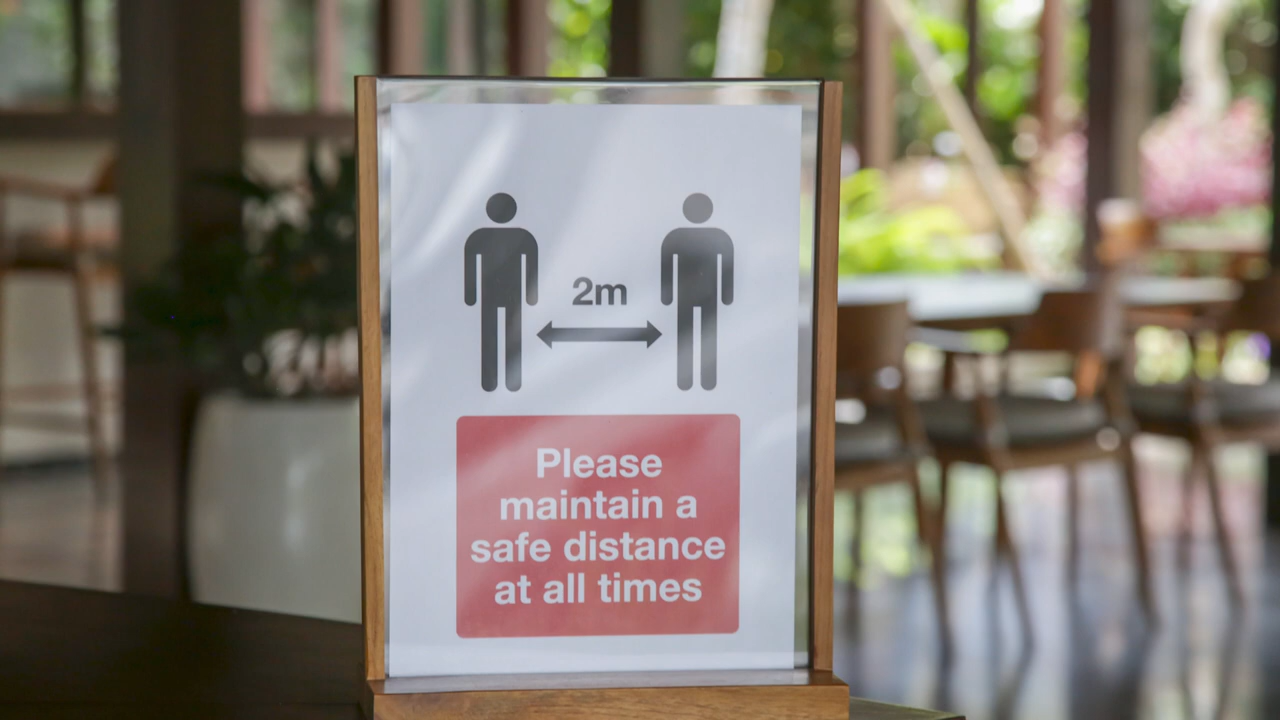 2m
Please
maintain a
safe distance
at all times